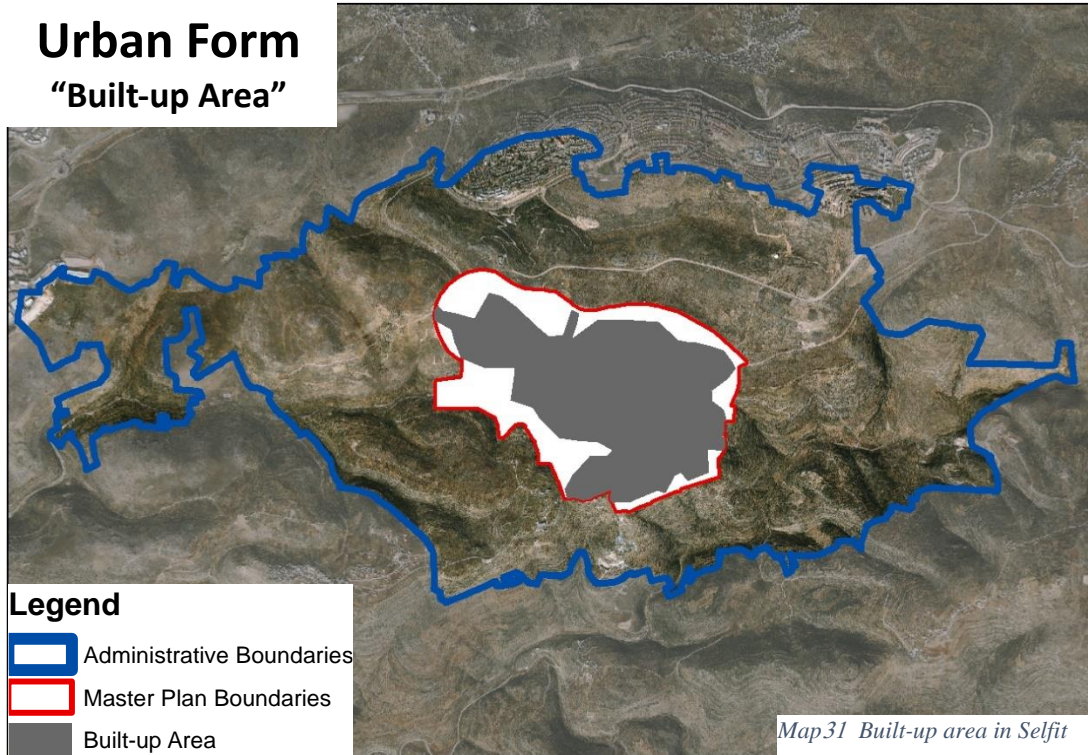 Urban Form
“Built-up Area”
Legend
Administrative Boundaries
Master Plan Boundaries
Built-up Area
Map31 Built-up area in Selfit